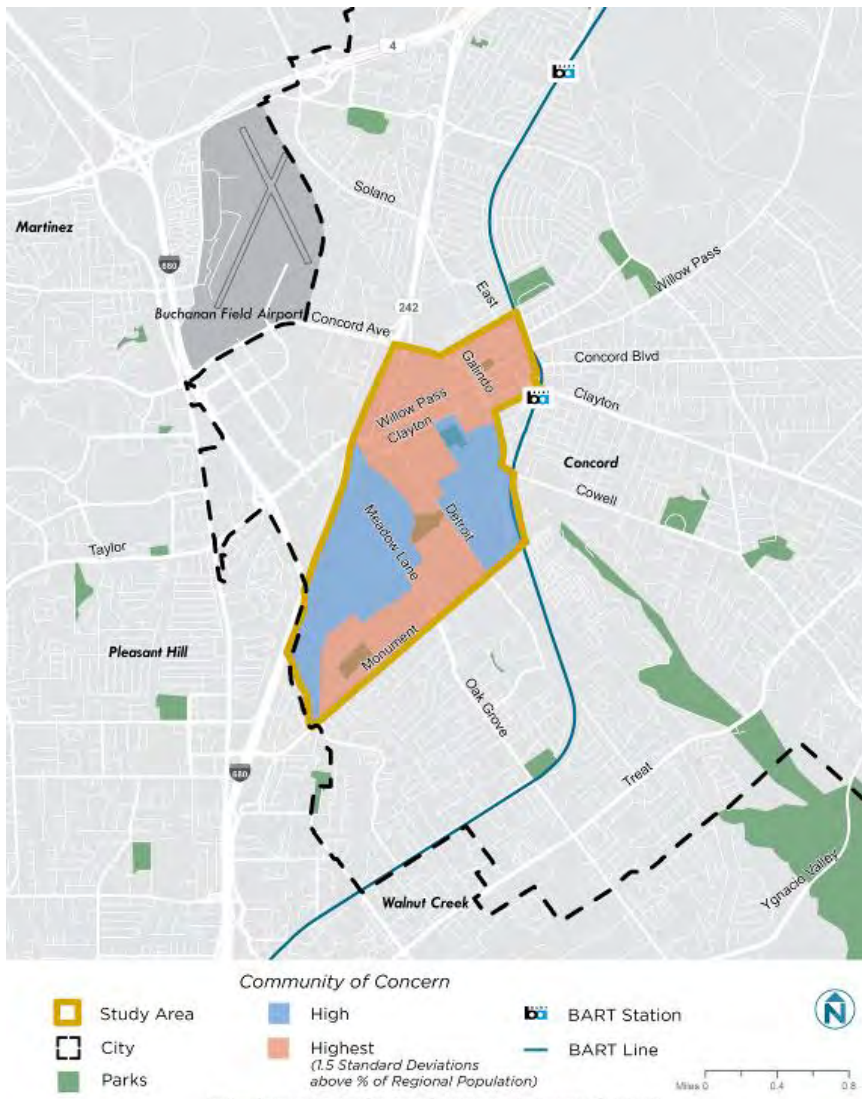 4
ba
Solano
Martinez
680
Willow Pass
East
Buchanan Field Airport
Concord Ave
242
Galindo
Concord Blvd
Clayton
ba
Willow Pass
Clayton
Concord
Cowell
Meadow Lane
Detroit
Taylor
Pleasant Hill
Monument
Oak Grove
Treat
680
Ygnacio Valley
Walnut Creek
Community of Concern
Study Area
High
ba BART Station
N
City
Highest
BART Line
(1.5 Standard Deviations
above % of Regional Population)
Parks
Miles 0 0.4 0.8